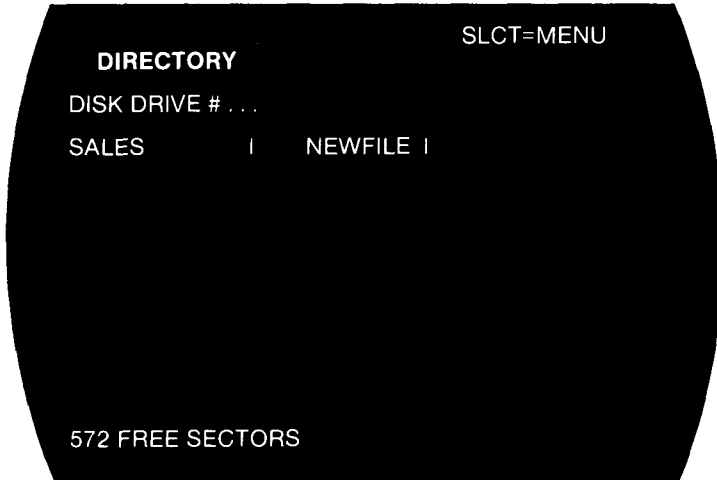 SLCT=MENU
DIRECTORY
DISK DRIVE # . . .
SALES | NEWFILE |
572 FREE SECTORS